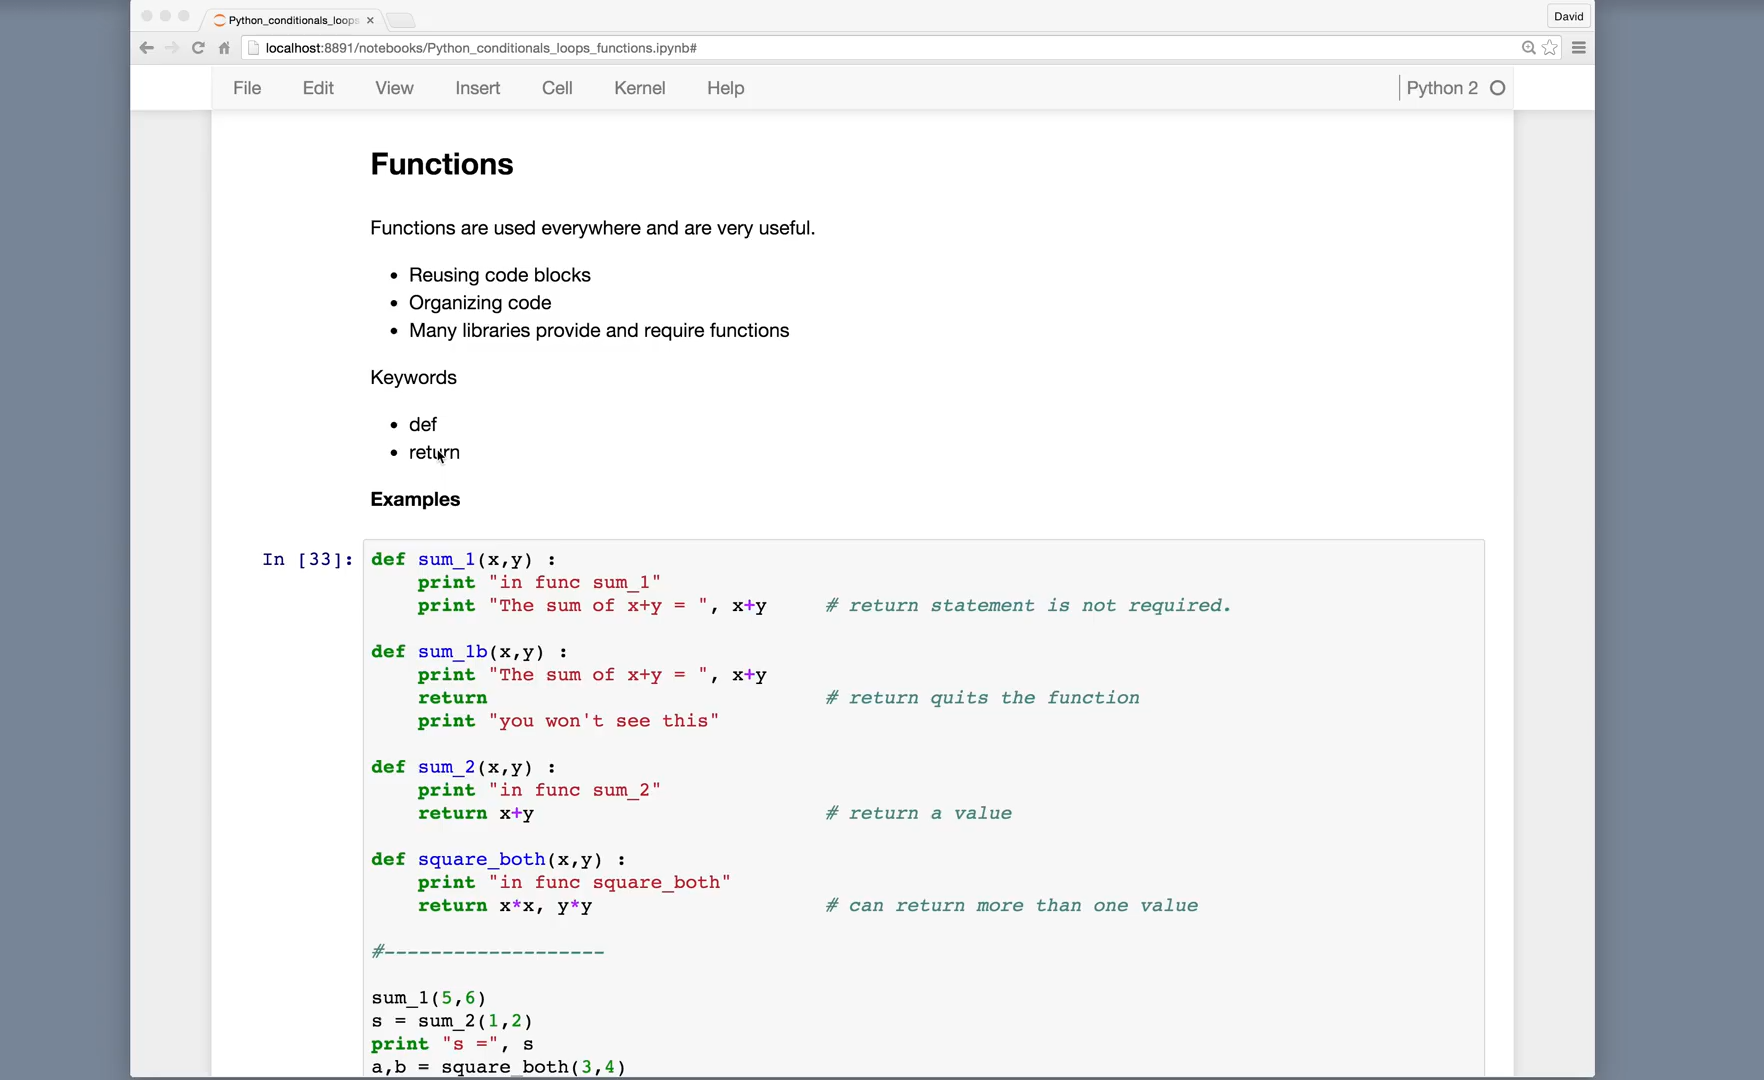 Python_conditionals_loops
David
localhost:8891/notebooks/Python_conditionals_loops_functions.ipynb#
File Edit View Insert Cell Kernel Help Python 2
Functions
Functions are used everywhere and are very useful.
• Reusing code blocks
• Organizing code
• Many libraries provide and require functions
Keywords
• def
• return
Examples
In [33]: def sum_1(x,y) :
    print "in func sum_1"
    print "The sum of x+y = ", x+y     # return statement is not required.
def sum_1b(x,y) :
    print "The sum of x+y = ", x+y
    return                             # return quits the function
    print "you won't see this"
def sum_2(x,y) :
    print "in func sum_2"
    return x+y                         # return a value
def square_both(x,y) :
    print "in func square_both"
    return x*x, y*y                    # can return more than one value
#-------------------
sum_1(5,6)
s = sum_2(1,2)
print "s =", s
a,b = square_both(3,4)